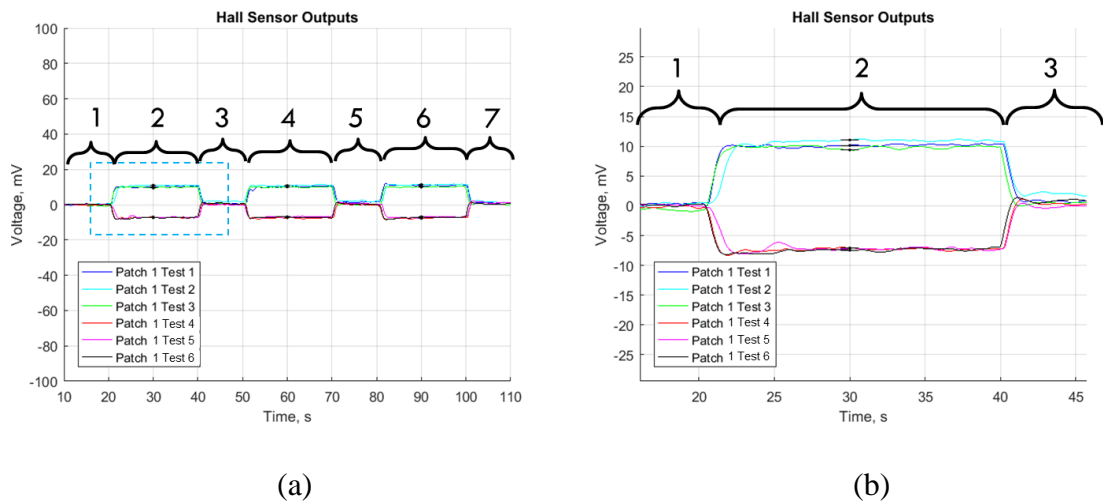 Hall Sensor Outputs
100
80
60
40
20
0
-20
-40
-60
-80
-100
Voltage, mV
1 2 3 4 5 6 7
Patch 1 Test 1
Patch 1 Test 2
Patch 1 Test 3
Patch 1 Test 4
Patch 1 Test 5
Patch 1 Test 6
10 20 30 40 50 60 70 80 90 100 110
Time, s
(a)
Hall Sensor Outputs
25
20
15
10
5
0
-5
-10
-15
-20
-25
Voltage, mV
1 2 3
Patch 1 Test 1
Patch 1 Test 2
Patch 1 Test 3
Patch 1 Test 4
Patch 1 Test 5
Patch 1 Test 6
20 25 30 35 40 45
Time, s
(b)